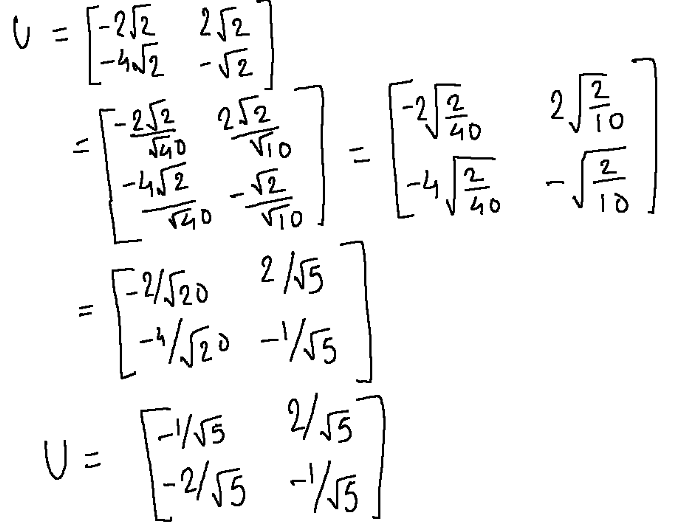 U = [-2√2 2√2
-4√2 -√2]
= [-2√2/√40 2√2/√10
-4√2/√40 -√2/√10] = [-2√(2/40) 2√(2/10)
-4√(2/40) -√(2/10)]
= [-2/√20 2/√5
-4/√20 -1/√5]
U = [-1/√5 2/√5
-2/√5 -1/√5]